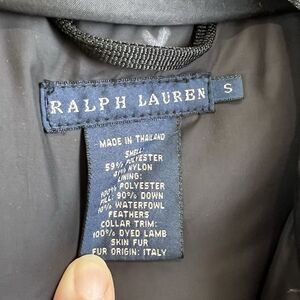 RALPH LAUREN
S
MADE IN THAILAND
SHELL:
59% POLYESTER
41% NYLON
LINING:
100% POLYESTER
FILL: 90% DOWN
10% WATERFOWL
FEATHERS
COLLAR TRIM:
100% DYED LAMB
SKIN FUR
FUR ORIGIN: ITALY